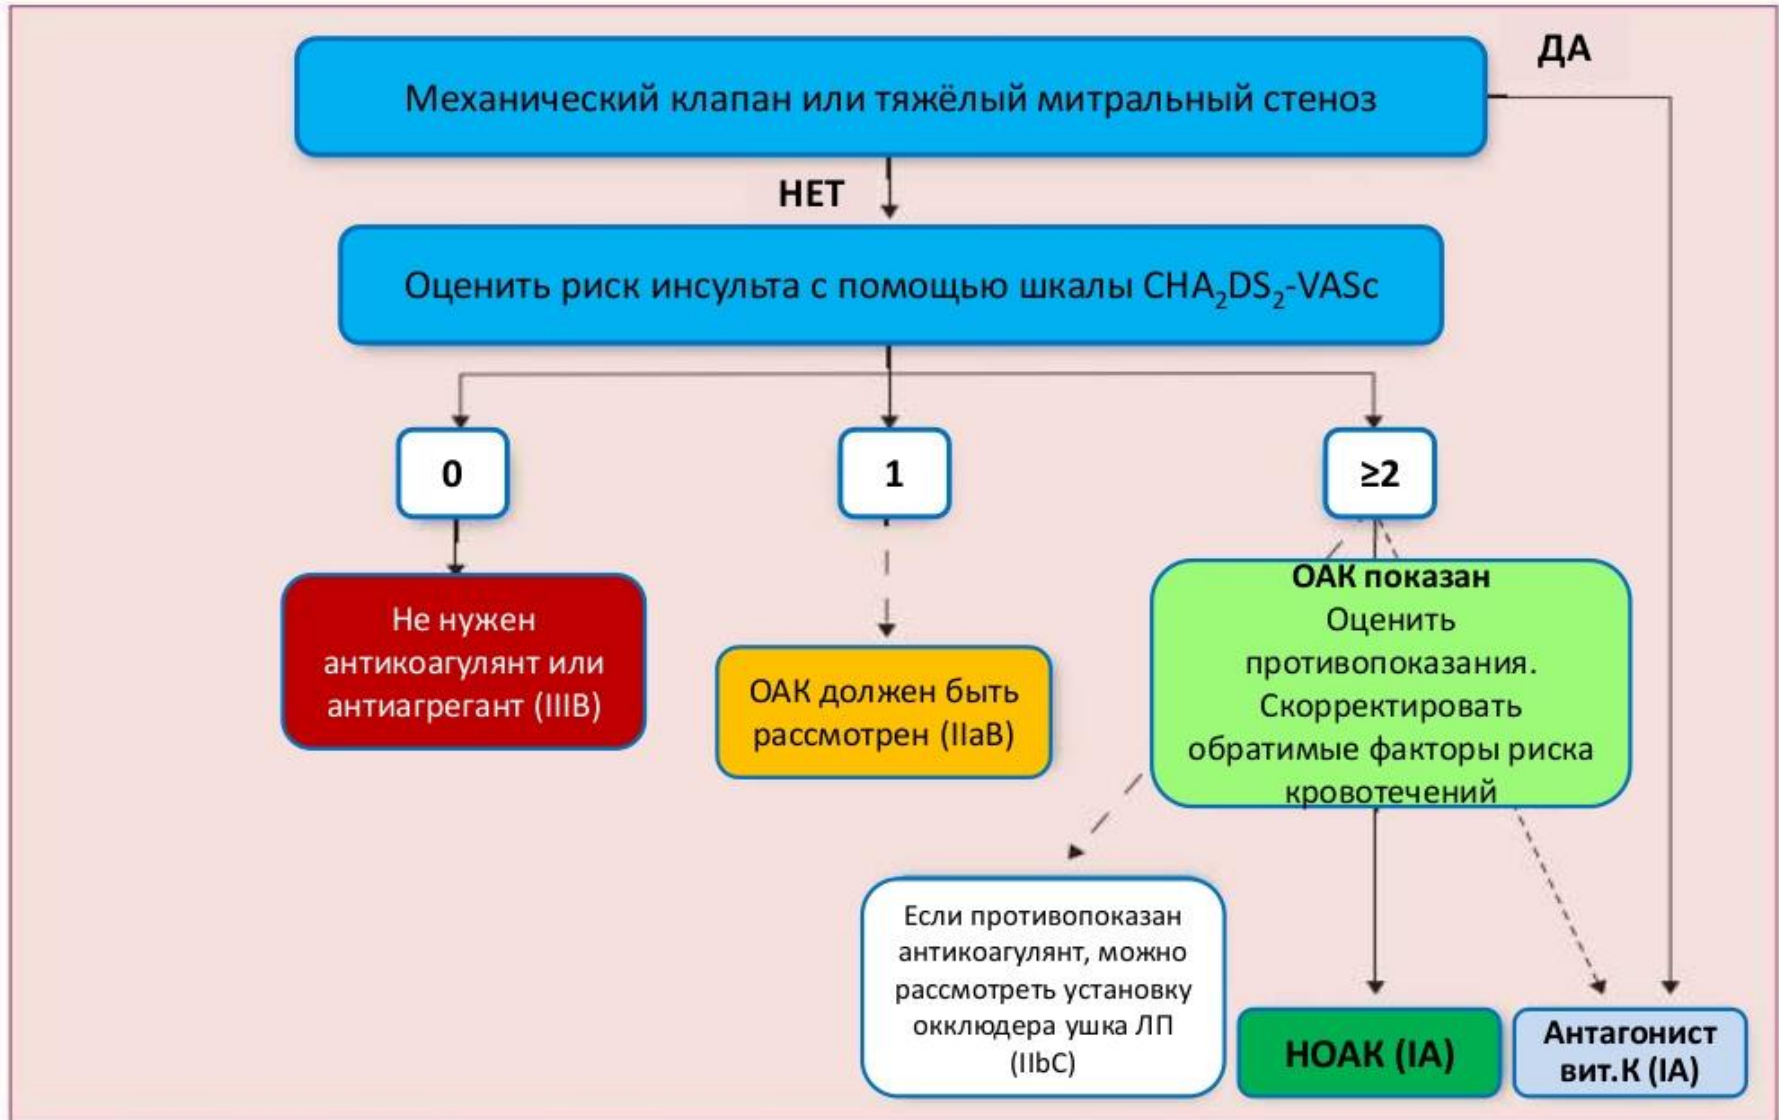 ДА
Механический клапан или тяжёлый митральный стеноз
НЕТ
Оценить риск инсульта с помощью шкалы CHA₂DS₂-VASc
0
1
≥2
Не нужен
антикоагулянт или
антиагрегант (IIIB)
ОАК должен быть
рассмотрен (IIaB)
ОАК показан
Оценить
противопоказания.
Скорректировать
обратимые факторы риска
кровотечений
Если противопоказан
антикоагулянт, можно
рассмотреть установку
окклюдера ушка ЛП
(IIbC)
НОАК (IA)
Антагонист
вит.К (IA)